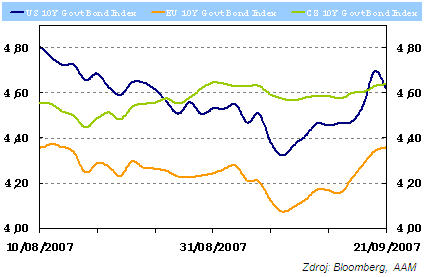 US 10Y Govt Bond Index EU 10Y Govt Bond Index CZ 10Y Govt Bond Index
4,80 4,80
4,60 4,60
4,40 4,40
4,20 4,20
4,00 4,00
10/08/2007 31/08/2007 21/09/2007
Zdroj: Bloomberg, AAM